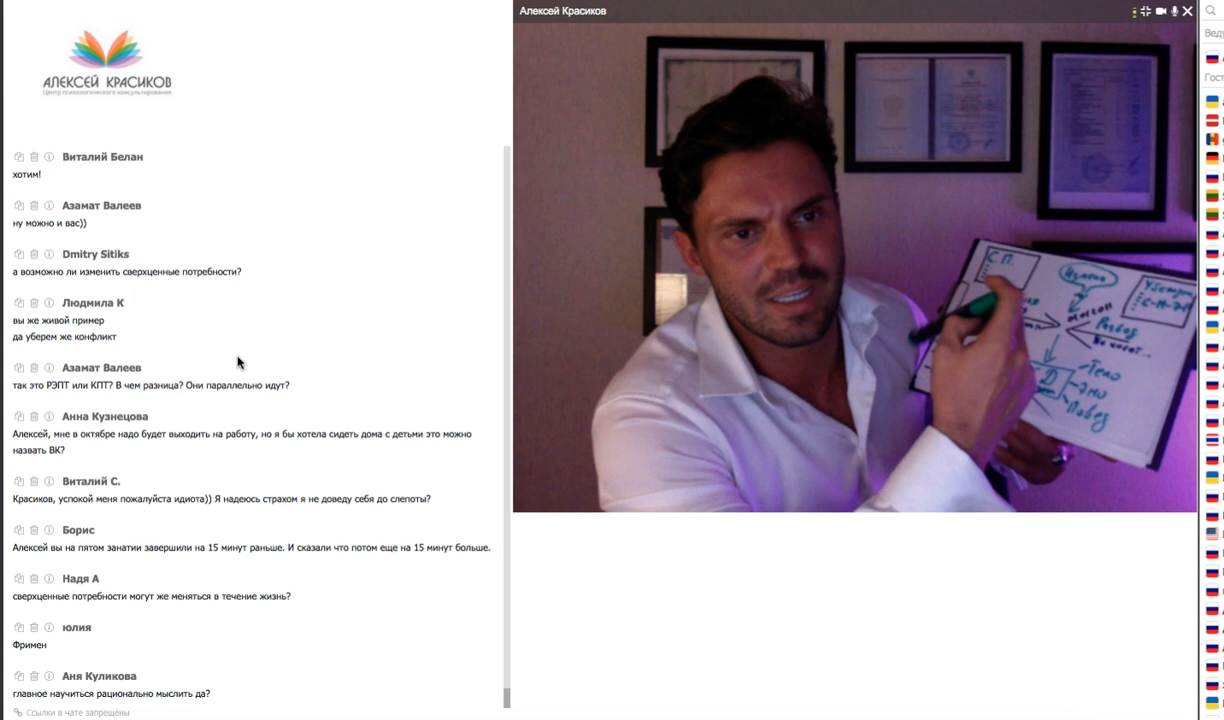 АЛЕКСЕЙ КРАСИКОВ
Центр психологического консультирования
Виталий Белан
хотим!
Азамат Валеев
ну можно и вас))
Dmitry Sitiks
а возможно ли изменить сверхценные потребности?
Людмила К
вы же живой пример
да уберем же конфликт
Азамат Валеев
так это РЭПТ или КПТ? В чем разница? Они параллельно идут?
Анна Кузнецова
Алексей, мне в октябре надо будет выходить на работу, но я бы хотела сидеть дома с детьми это можно
назвать ВК?
Виталий С.
Красиков, успокой меня пожалуйста идиота)) Я надеюсь страхом я не доведу себя до слепоты?
Борис
Алексей вы на пятом занатии завершили на 15 минут раньше. И сказали что потом еще на 15 минут больше.
Надя А
сверхценные потребности могут же меняться в течение жизнь?
юлия
Фримен
Аня Куликова
главное научиться рационально мыслить да?
Ссылки в чате запрещены
Алексей Красиков
С.П.
Измена
Развод
Д
-Тело
-Эмо
Повед
Веду
Гост